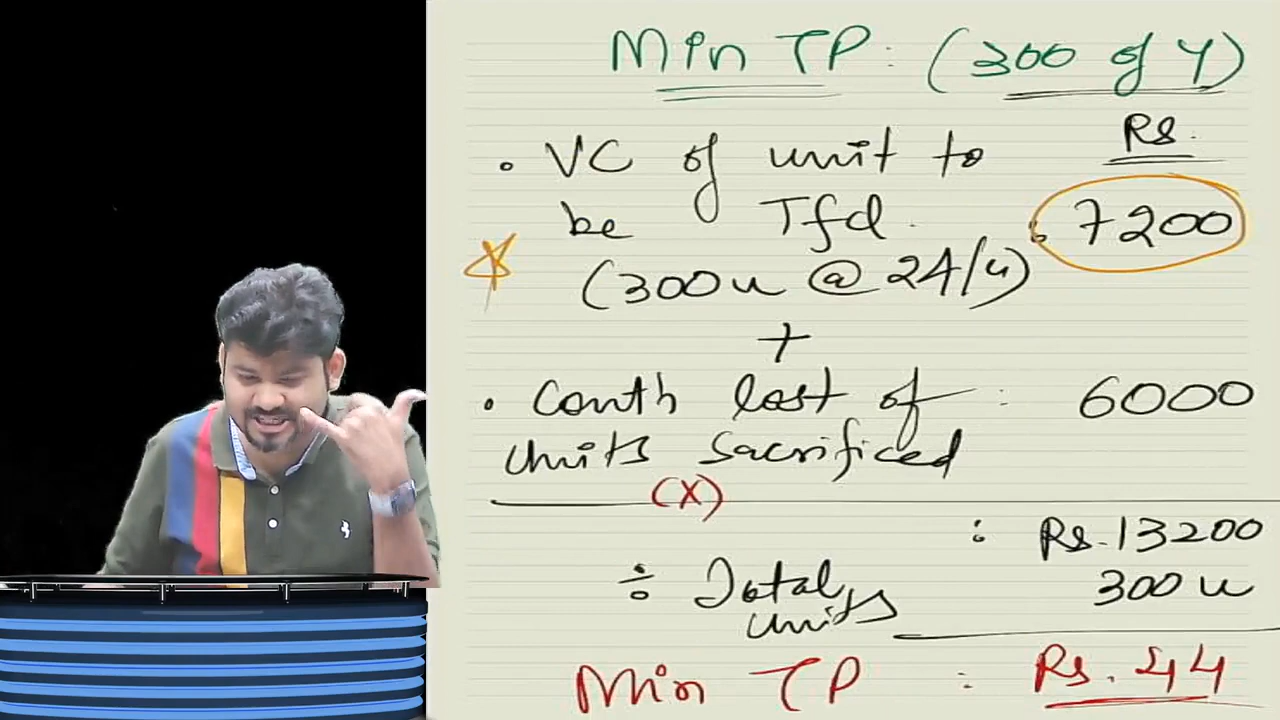 Min TP: (300 of Y)
Rs.
• VC of unit to
be Tfd. : 7200
(300u @ 24/u)
+
• Conth lost of : 6000
units sacrificed
(X)
: Rs. 13200
÷ Total units 300 u
Min TP : Rs. 44